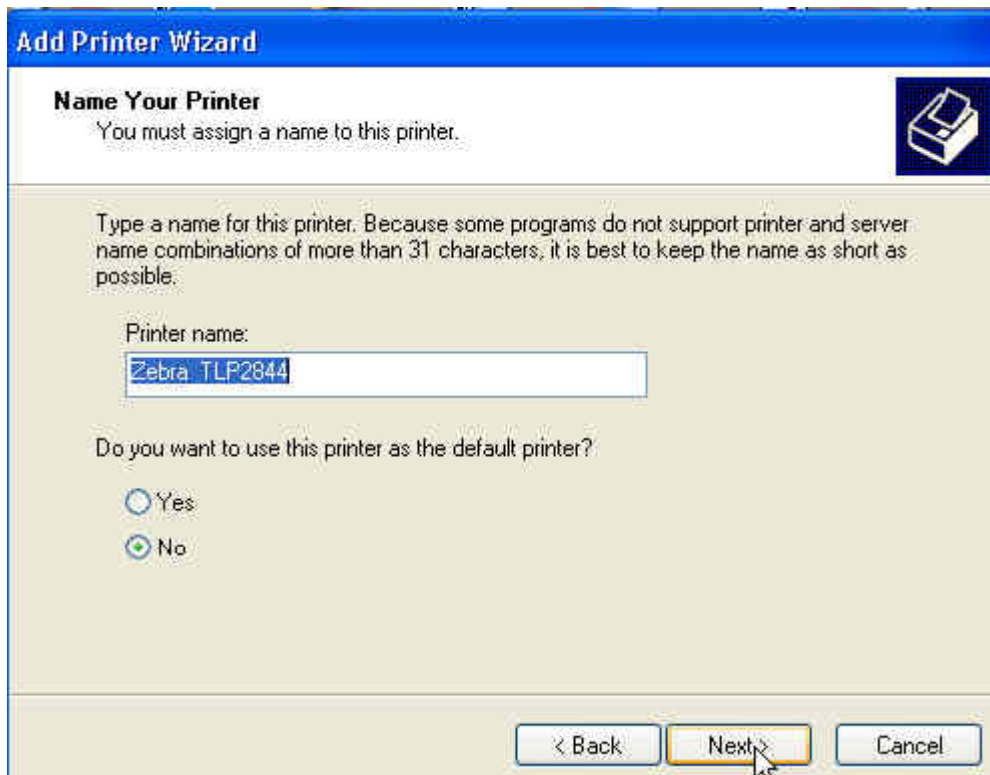 Add Printer Wizard
Name Your Printer
You must assign a name to this printer.
Type a name for this printer. Because some programs do not support printer and server
name combinations of more than 31 characters, it is best to keep the name as short as
possible.
Printer name:
Zebra TLP2844
Do you want to use this printer as the default printer?
Yes
No
< Back Next > Cancel